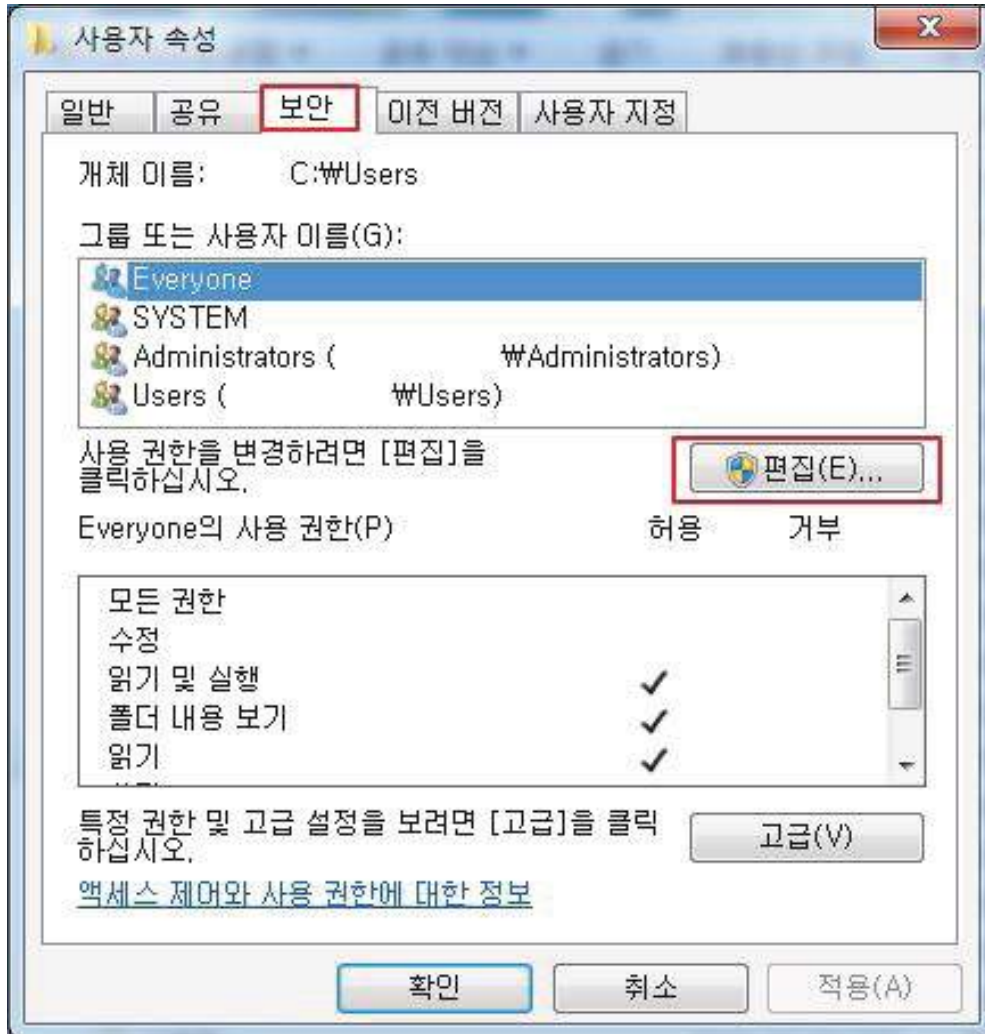 사용자 속성
일반 공유 보안 이전 버전 사용자 지정
개체 이름: C:₩Users
그룹 또는 사용자 이름(G):
Everyone
SYSTEM
Administrators ( ₩Administrators)
Users ( ₩Users)
사용 권한을 변경하려면 [편집]을
클릭하십시오.
편집(E)...
Everyone의 사용 권한(P) 허용 거부
모든 권한
수정
읽기 및 실행
폴더 내용 보기
읽기
특정 권한 및 고급 설정을 보려면 [고급]을 클릭
하십시오.
고급(V)
액세스 제어와 사용 권한에 대한 정보
확인 취소 적용(A)